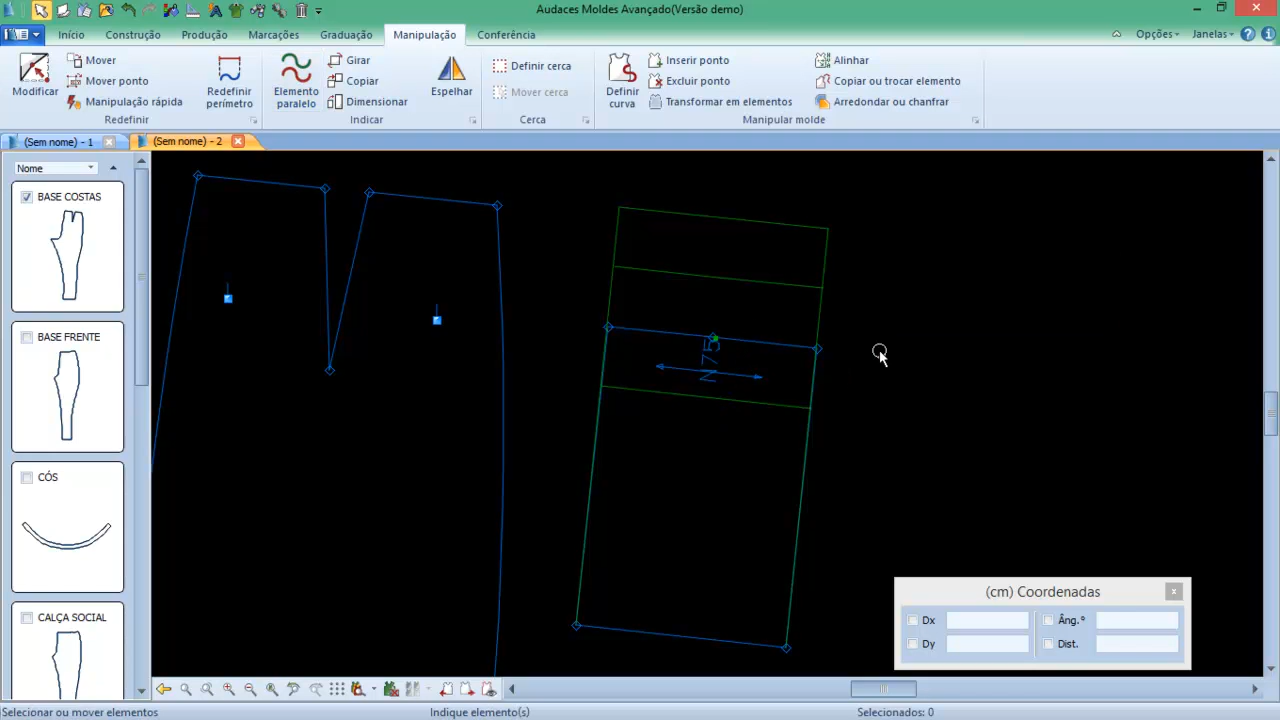 Audaces Moldes Avançado(Versão demo)
Início Construção Produção Marcações Graduação Manipulação Conferência Opções Janelas
Modificar
Mover
Mover ponto
Manipulação rápida
Redefinir perímetro
Redefinir
Elemento paralelo
Girar
Copiar
Dimensionar
Espelhar
Indicar
Definir cerca
Mover cerca
Cerca
Definir curva
Inserir ponto
Excluir ponto
Transformar em elementos
Alinhar
Copiar ou trocar elemento
Arredondar ou chanfrar
Manipular molde
(Sem nome) - 1
(Sem nome) - 2
Nome
BASE COSTAS
BASE FRENTE
CÓS
CALÇA SOCIAL
(cm) Coordenadas
Dx Âng.°
Dy Dist.
Selecionar ou mover elementos Indique elemento(s) Selecionados: 0